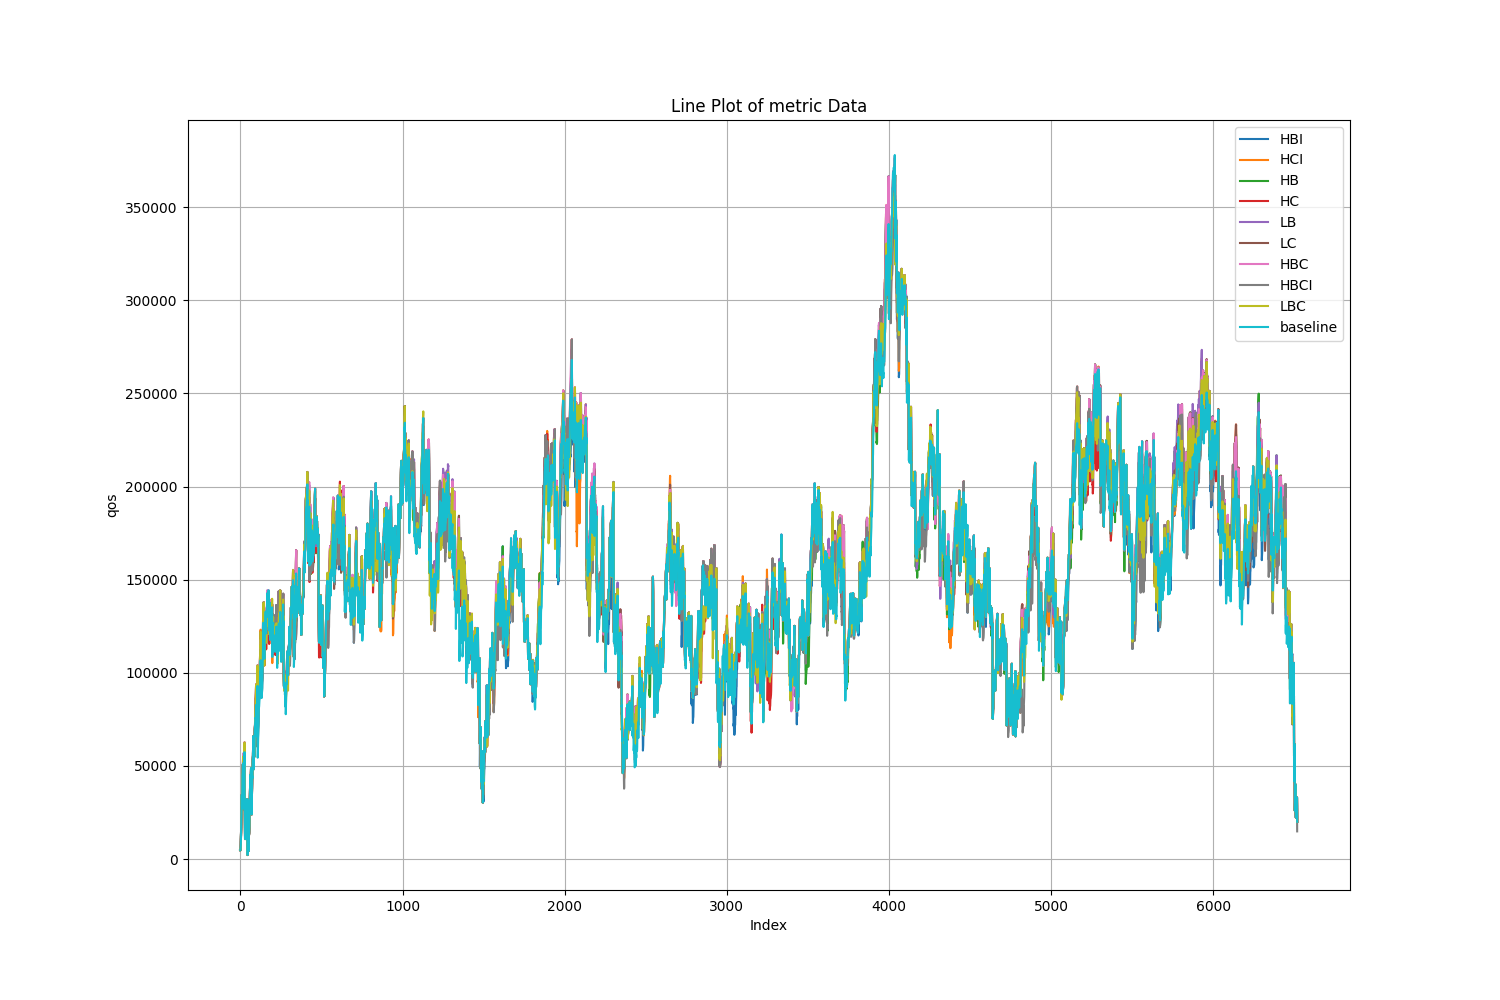 Line Plot of metric Data
HBI
HCI
HB
HC
LB
LC
HBC
HBCI
LBC
baseline
350000
300000
250000
200000
150000
100000
50000
0
qos
0 1000 2000 3000 4000 5000 6000
Index